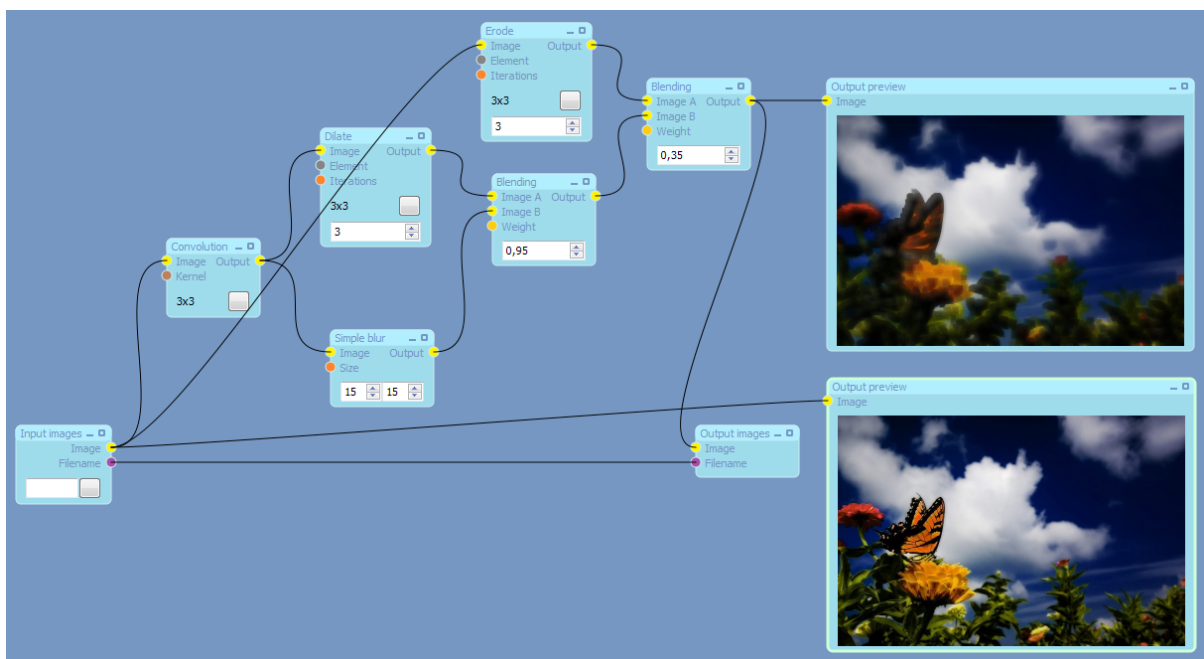 Erode
Image Output
Element
Iterations
3x3
3
Blending
Image A Output
Image B
Weight
0,35
Output preview
Image
Dilate
Image Output
Element
Iterations
3x3
3
Blending
Image A Output
Image B
Weight
0,95
Convolution
Image Output
Kernel
3x3
Simple blur
Image Output
Size
15 15
Output preview
Image
Input images
Image
Filename
Output images
Image
Filename